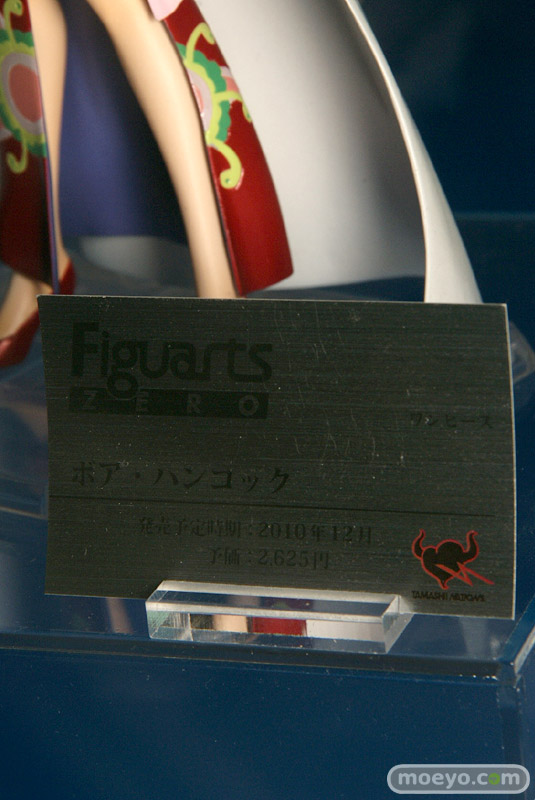 Figuarts
ZERO
ワンピース
ボア・ハンコック
発売予定時期：2010年12月
予価：2,625円
TAMASHII NATIONS
moeyo.com